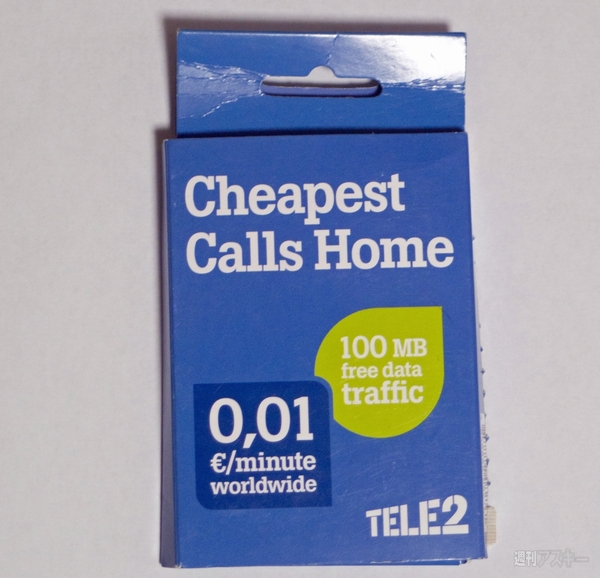 Cheapest
Calls Home
100 MB
free data
traffic
0,01
€/minute
worldwide
TELE2
週刊アスキー